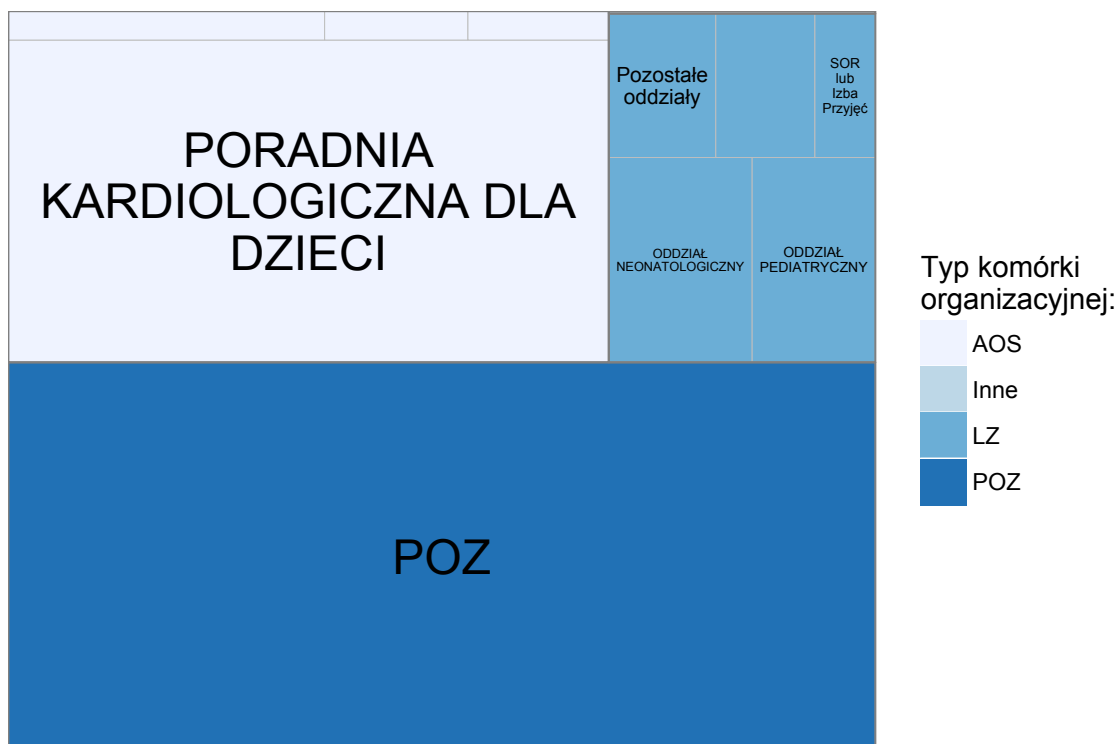 PORADNIA
KARDIOLOGICZNA DLA
DZIECI
Pozostałe
oddziały
SOR
lub
Izba
Przyjęć
ODDZIAŁ
NEONATOLOGICZNY
ODDZIAŁ
PEDIATRYCZNY
POZ
Typ komórki
organizacyjnej:
AOS
Inne
LZ
POZ